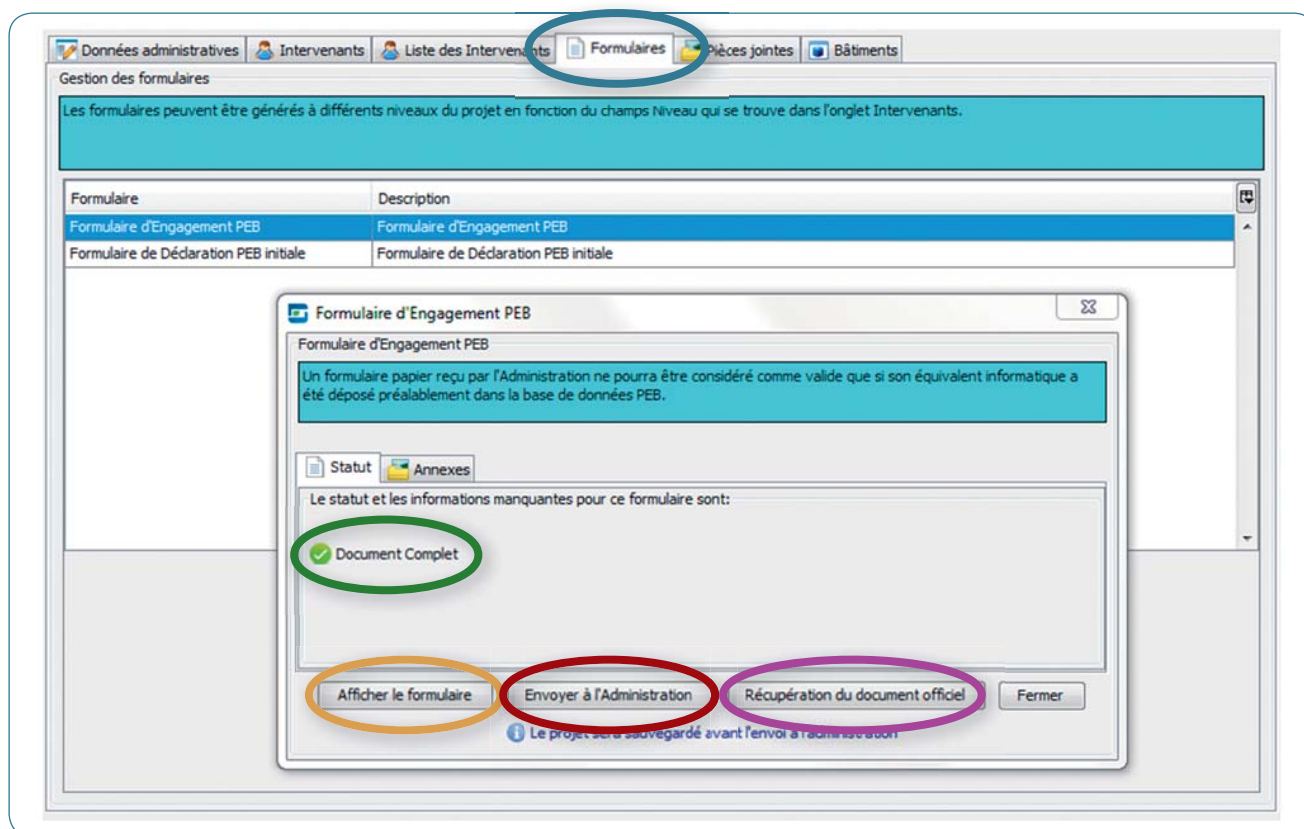 Données administratives Intervenants Liste des Intervenants Formulaires Pièces jointes Bâtiments
Gestion des formulaires
Les formulaires peuvent être générés à différents niveaux du projet en fonction du champs Niveau qui se trouve dans l'onglet Intervenants.
Formulaire Description
Formulaire d'Engagement PEB Formulaire d'Engagement PEB
Formulaire de Déclaration PEB initiale Formulaire de Déclaration PEB initiale
Formulaire d'Engagement PEB
Formulaire d'Engagement PEB
Un formulaire papier reçu par l'Administration ne pourra être considéré comme valide que si son équivalent informatique a
été déposé préalablement dans la base de données PEB.
Statut Annexes
Le statut et les informations manquantes pour ce formulaire sont:
Document Complet
Afficher le formulaire Envoyer à l'Administration Récupération du document officiel Fermer
Le projet sera sauvegardé avant l'envoi à l'administration